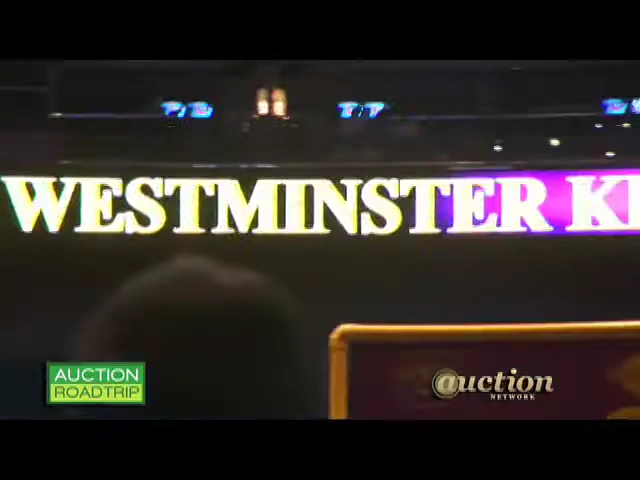 WESTMINSTER K
AUCTION
ROADTRIP
auction
NETWORK